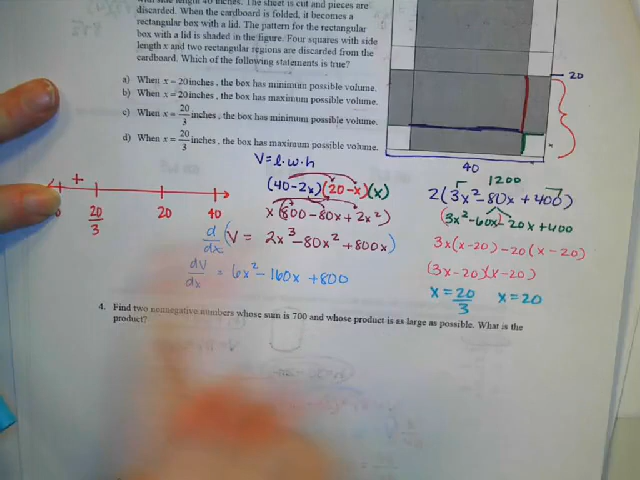 with side length 40 inches. The sheet is cut and pieces are
discarded. When the cardboard is folded, it becomes a
rectangular box with a lid. The pattern for the rectangular
box with a lid is shaded in the figure. Four squares with side
length x and two rectangular regions are discarded from the
cardboard. Which of the following statements is true?
a) When x = 20 inches, the box has minimum possible volume.
b) When x = 20 inches, the box has maximum possible volume.
c) When x = 20/3 inches, the box has minimum possible volume.
d) When x = 20/3 inches, the box has maximum possible volume.
20
40
V = l·w·h
(40-2x)(20-x)(x)
x(800-80x+2x²)
d/dx (V = 2x³-80x²+800x)
dV/dx = 6x²-160x+800
+
0 20/3 20 40
1200
2(3x²-80x+400)
(3x²-60x)-20x+400
3x(x-20)-20(x-20)
(3x-20)(x-20)
x=20/3 x=20
4. Find two nonnegative numbers whose sum is 700 and whose product is as large as possible. What is the
product?